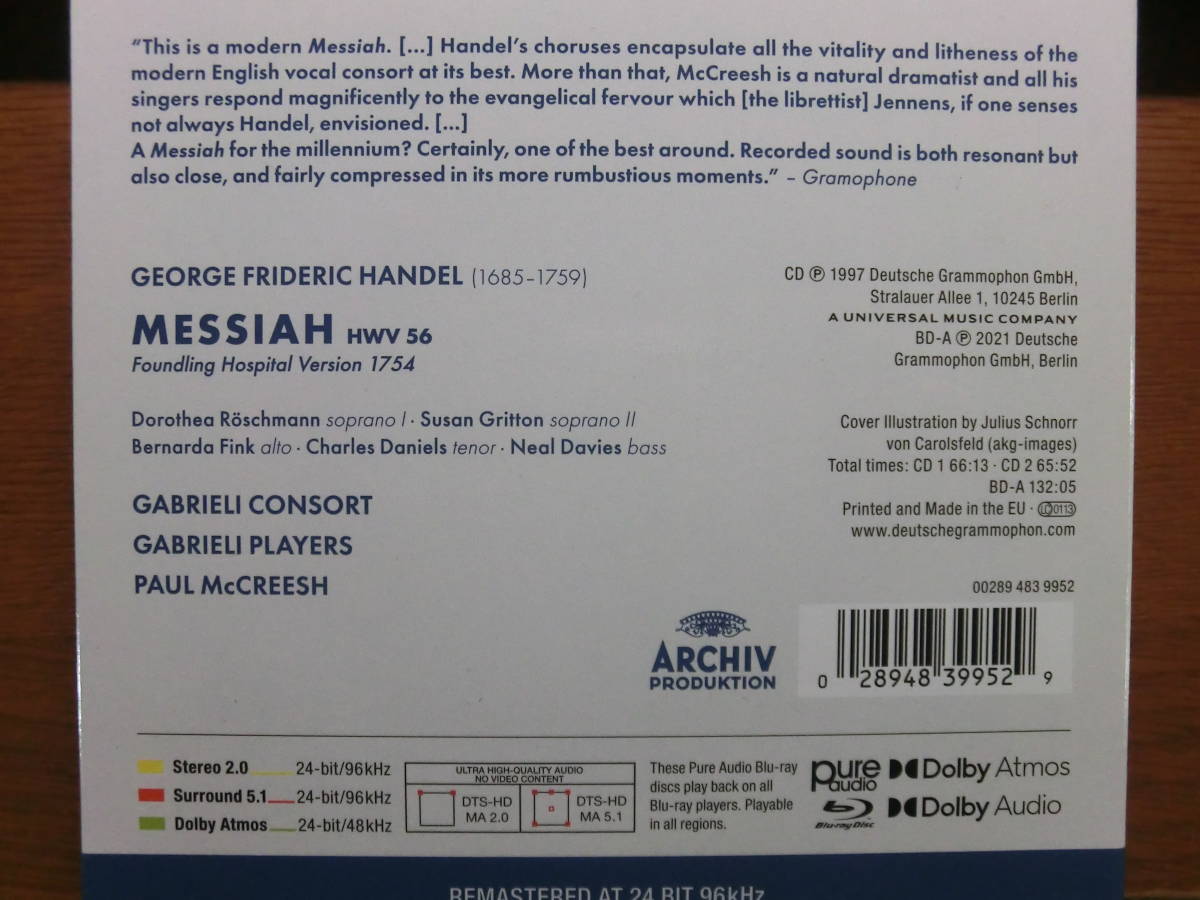 “This is a modern Messiah. [...] Handel’s choruses encapsulate all the vitality and litheness of the
modern English vocal consort at its best. More than that, McCreesh is a natural dramatist and all his
singers respond magnificently to the evangelical fervour which [the librettist] Jennens, if one senses
not always Handel, envisioned. [...]
A Messiah for the millennium? Certainly, one of the best around. Recorded sound is both resonant but
also close, and fairly compressed in its more rumbustious moments.” – Gramophone
GEORGE FRIDERIC HANDEL (1685–1759)
MESSIAH HWV 56
Foundling Hospital Version 1754
Dorothea Röschmann soprano I · Susan Gritton soprano II
Bernarda Fink alto · Charles Daniels tenor · Neal Davies bass
GABRIELI CONSORT
GABRIELI PLAYERS
PAUL McCREESH
CD ℗ 1997 Deutsche Grammophon GmbH,
Stralauer Allee 1, 10245 Berlin
A UNIVERSAL MUSIC COMPANY
BD-A ℗ 2021 Deutsche
Grammophon GmbH, Berlin
Cover Illustration by Julius Schnorr
von Carolsfeld (akg-images)
Total times: CD 1 66:13 · CD 2 65:52
BD-A 132:05
Printed and Made in the EU · LC 0113
www.deutschegrammophon.com
00289 483 9952
ARCHIV
PRODUKTION
0 28948 39952 9
Stereo 2.0 24-bit/96kHz
Surround 5.1 24-bit/96kHz
Dolby Atmos 24-bit/48kHz
ULTRA HIGH-QUALITY AUDIO
NO VIDEO CONTENT
DTS-HD
MA 2.0
DTS-HD
MA 5.1
These Pure Audio Blu-ray
discs play back on all
Blu-ray players. Playable
in all regions.
pure
audio
Blu-ray Disc
Dolby Atmos
Dolby Audio
REMASTERED AT 24 BIT 96kHz